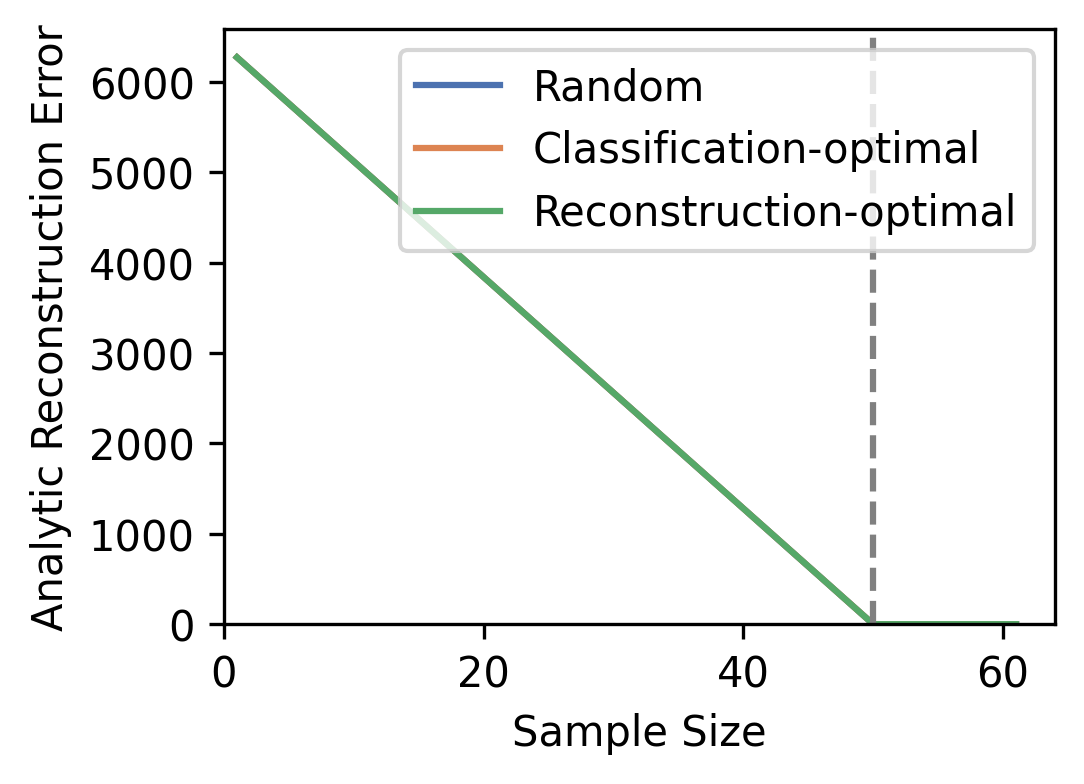 Analytic Reconstruction Error
6000
5000
4000
3000
2000
1000
0
Random
Classification-optimal
Reconstruction-optimal
0 20 40 60
Sample Size